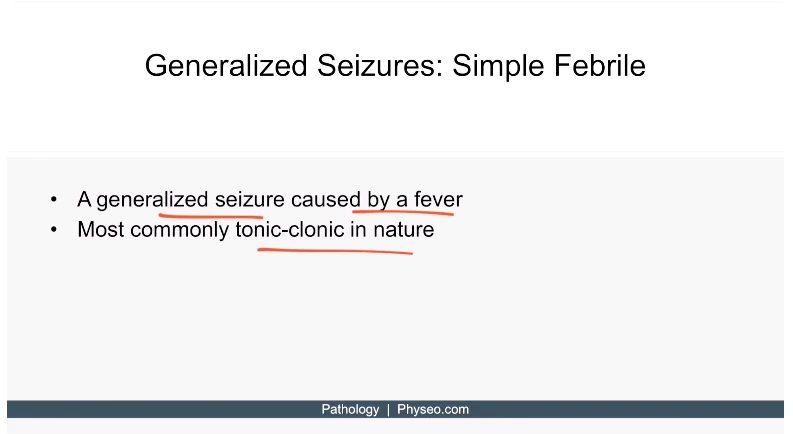 Generalized Seizures: Simple Febrile
• A generalized seizure caused by a fever
• Most commonly tonic-clonic in nature
Pathology | Physeo.com